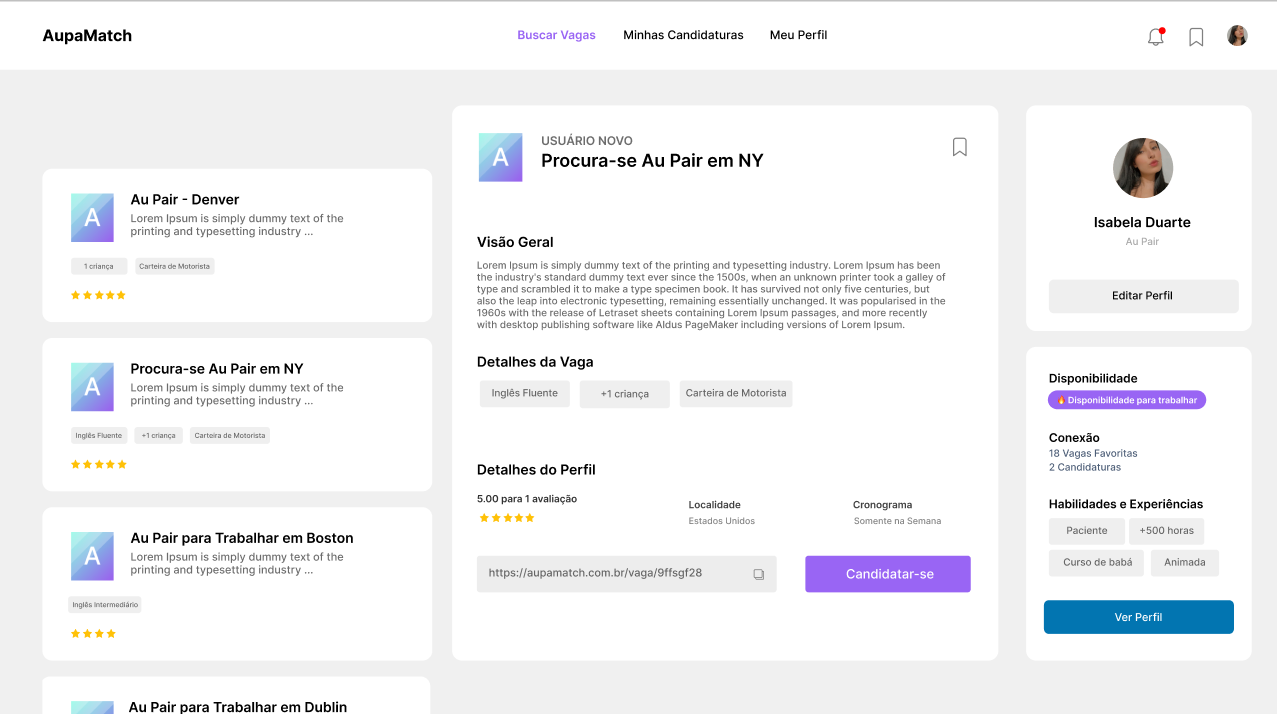 AupaMatch
Buscar Vagas
Minhas Candidaturas
Meu Perfil
A
Au Pair - Denver
Lorem Ipsum is simply dummy text of the
printing and typesetting industry ...
1 criança
Carteira de Motorista
A
Procura-se Au Pair em NY
Lorem Ipsum is simply dummy text of the
printing and typesetting industry ...
Inglês Fluente
+1 criança
Carteira de Motorista
A
Au Pair para Trabalhar em Boston
Lorem Ipsum is simply dummy text of the
printing and typesetting industry ...
Inglês Intermediário
Au Pair para Trabalhar em Dublin
A
USUÁRIO NOVO
Procura-se Au Pair em NY
Visão Geral
Lorem Ipsum is simply dummy text of the printing and typesetting industry. Lorem Ipsum has been
the industry's standard dummy text ever since the 1500s, when an unknown printer took a galley of
type and scrambled it to make a type specimen book. It has survived not only five centuries, but
also the leap into electronic typesetting, remaining essentially unchanged. It was popularised in the
1960s with the release of Letraset sheets containing Lorem Ipsum passages, and more recently
with desktop publishing software like Aldus PageMaker including versions of Lorem Ipsum.
Detalhes da Vaga
Inglês Fluente
+1 criança
Carteira de Motorista
Detalhes do Perfil
5.00 para 1 avaliação
Localidade
Estados Unidos
Cronograma
Somente na Semana
https://aupamatch.com.br/vaga/9ffsgf28
Candidatar-se
Isabela Duarte
Au Pair
Editar Perfil
Disponibilidade
🔥Disponibilidade para trabalhar
Conexão
18 Vagas Favoritas
2 Candidaturas
Habilidades e Experiências
Paciente
+500 horas
Curso de babá
Animada
Ver Perfil